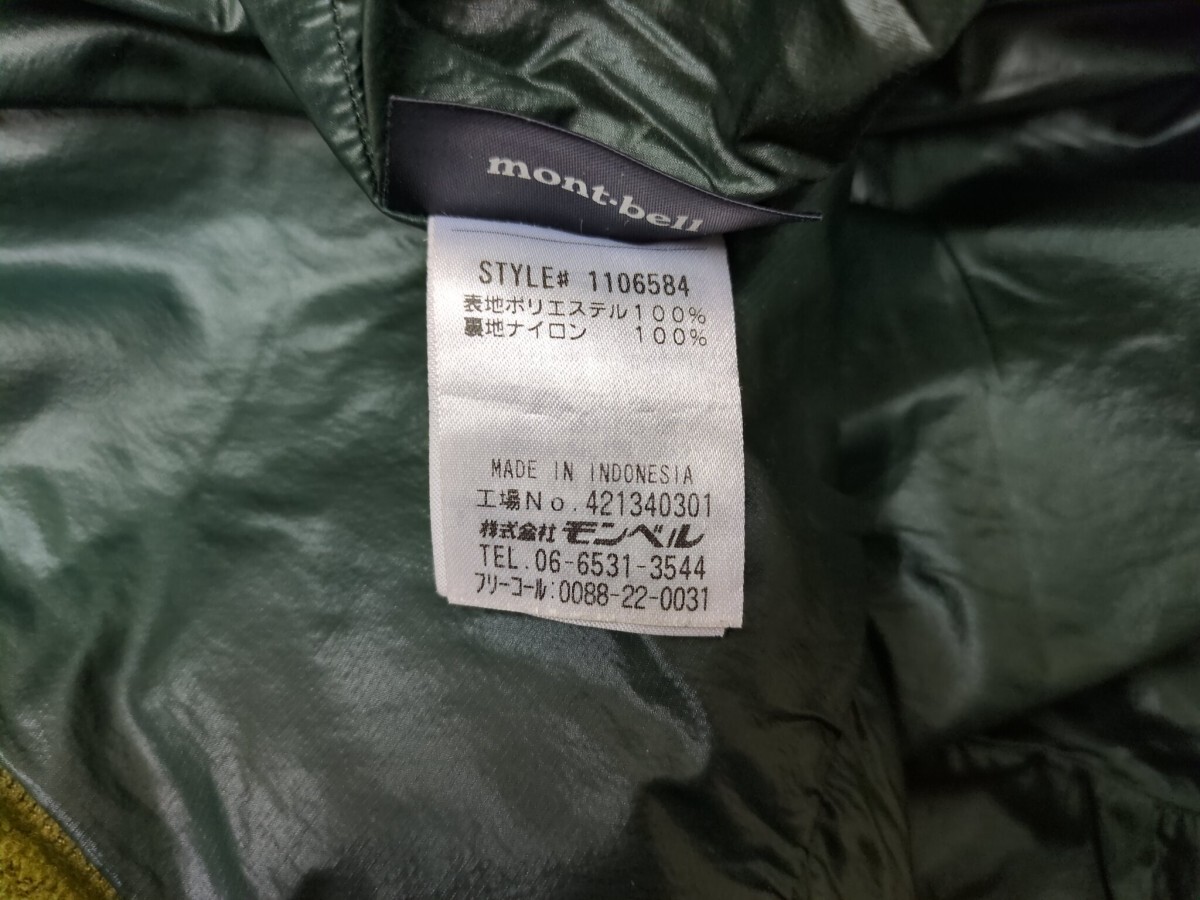 mont-bell
STYLE# 1106584
表地ポリエステル100%
裏地ナイロン 100%
MADE IN INDONESIA
工場No.421340301
株式会社モンベル
TEL.06-6531-3544
フリーコール:0088-22-0031